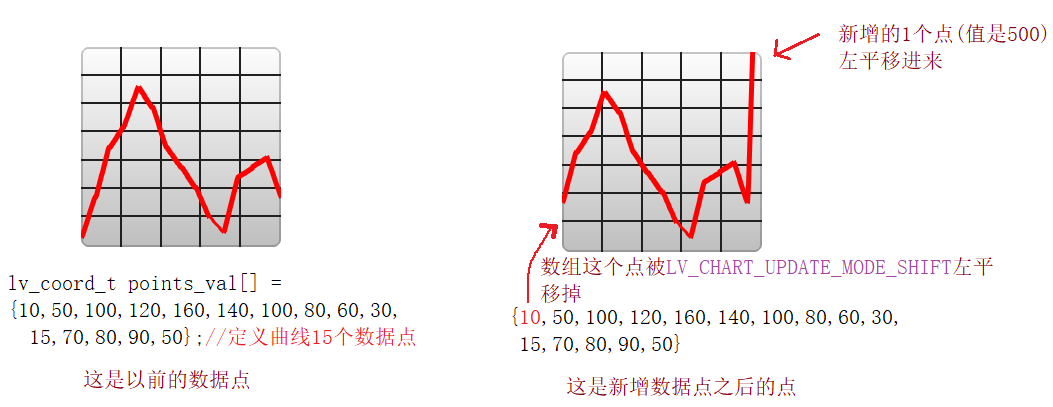 新增的1个点(值是500)
左平移进来
lv_coord_t points_val[] =
{10,50,100,120,160,140,100,80,60,30,
15,70,80,90,50};//定义曲线15个数据点
这是以前的数据点
数组这个点被LV_CHART_UPDATE_MODE_SHIFT左平
移掉
{10,50,100,120,160,140,100,80,60,30,
15,70,80,90,50}
这是新增数据点之后的点